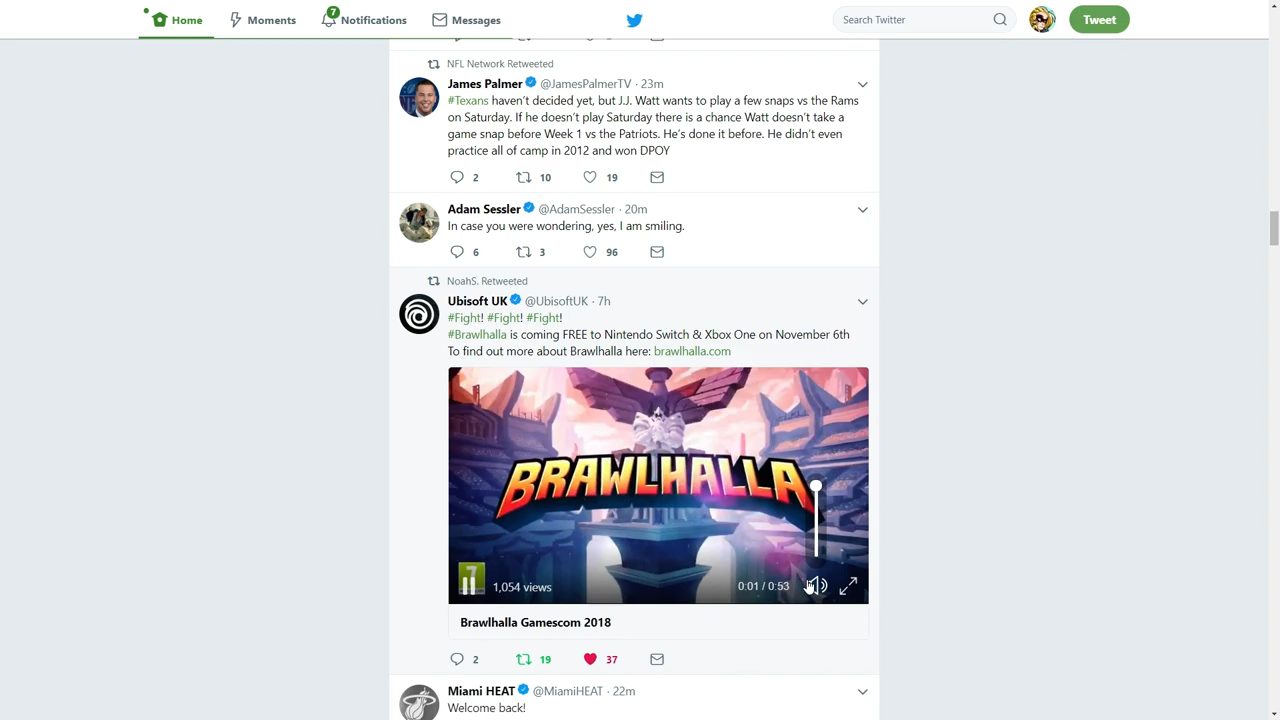 Home
Moments
7
Notifications
Messages
Search Twitter
Tweet
NFL Network Retweeted
James Palmer @JamesPalmerTV · 23m
#Texans haven't decided yet, but J.J. Watt wants to play a few snaps vs the Rams
on Saturday. If he doesn't play Saturday there is a chance Watt doesn't take a
game snap before Week 1 vs the Patriots. He's done it before. He didn't even
practice all of camp in 2012 and won DPOY
2 10 19
Adam Sessler @AdamSessler · 20m
In case you were wondering, yes, I am smiling.
6 3 96
NoahS. Retweeted
Ubisoft UK @UbisoftUK · 7h
#Fight! #Fight! #Fight!
#Brawlhalla is coming FREE to Nintendo Switch & Xbox One on November 6th
To find out more about Brawlhalla here: brawlhalla.com
BRAWLHALLA
7
1,054 views
0:01 / 0:53
Brawlhalla Gamescom 2018
2 19 37
Miami HEAT @MiamiHEAT · 22m
Welcome back!